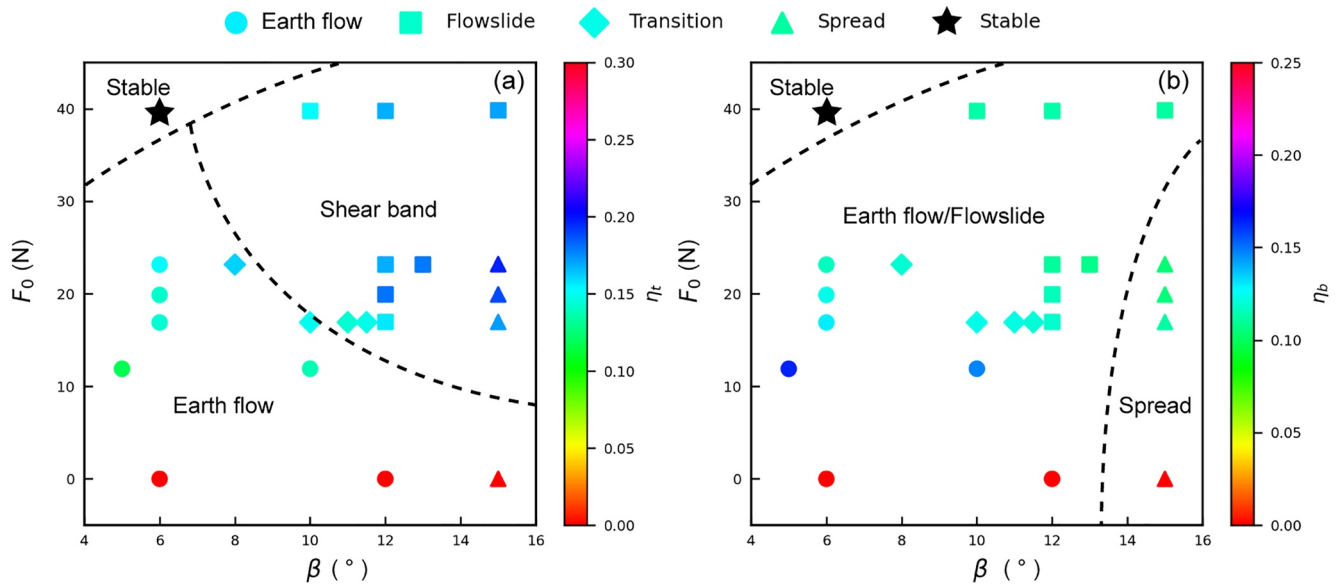 Earth flow Flowslide Transition Spread Stable
Stable (a)
Shear band
Earth flow
40
30
20
10
0
F0 (N)
4 6 8 10 12 14 16
β (°)
0.30
0.25
0.20
0.15
0.10
0.05
0.00
ηt
Stable (b)
Earth flow/Flowslide
Spread
40
30
20
10
0
F0 (N)
4 6 8 10 12 14 16
β (°)
0.25
0.20
0.15
0.10
0.05
0.00
ηb